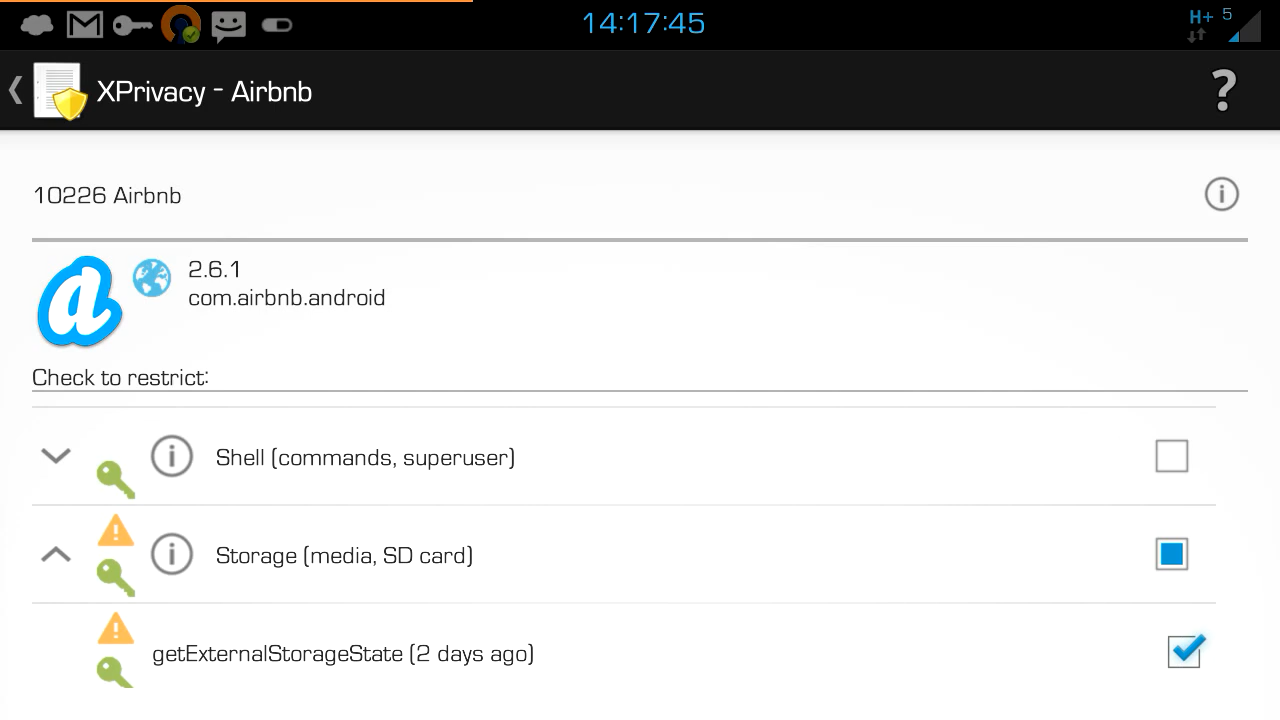 14:17:45
H+ 5
XPrivacy - Airbnb
?
10226 Airbnb
2.6.1
com.airbnb.android
Check to restrict:
Shell (commands, superuser)
Storage (media, SD card)
getExternalStorageState (2 days ago)